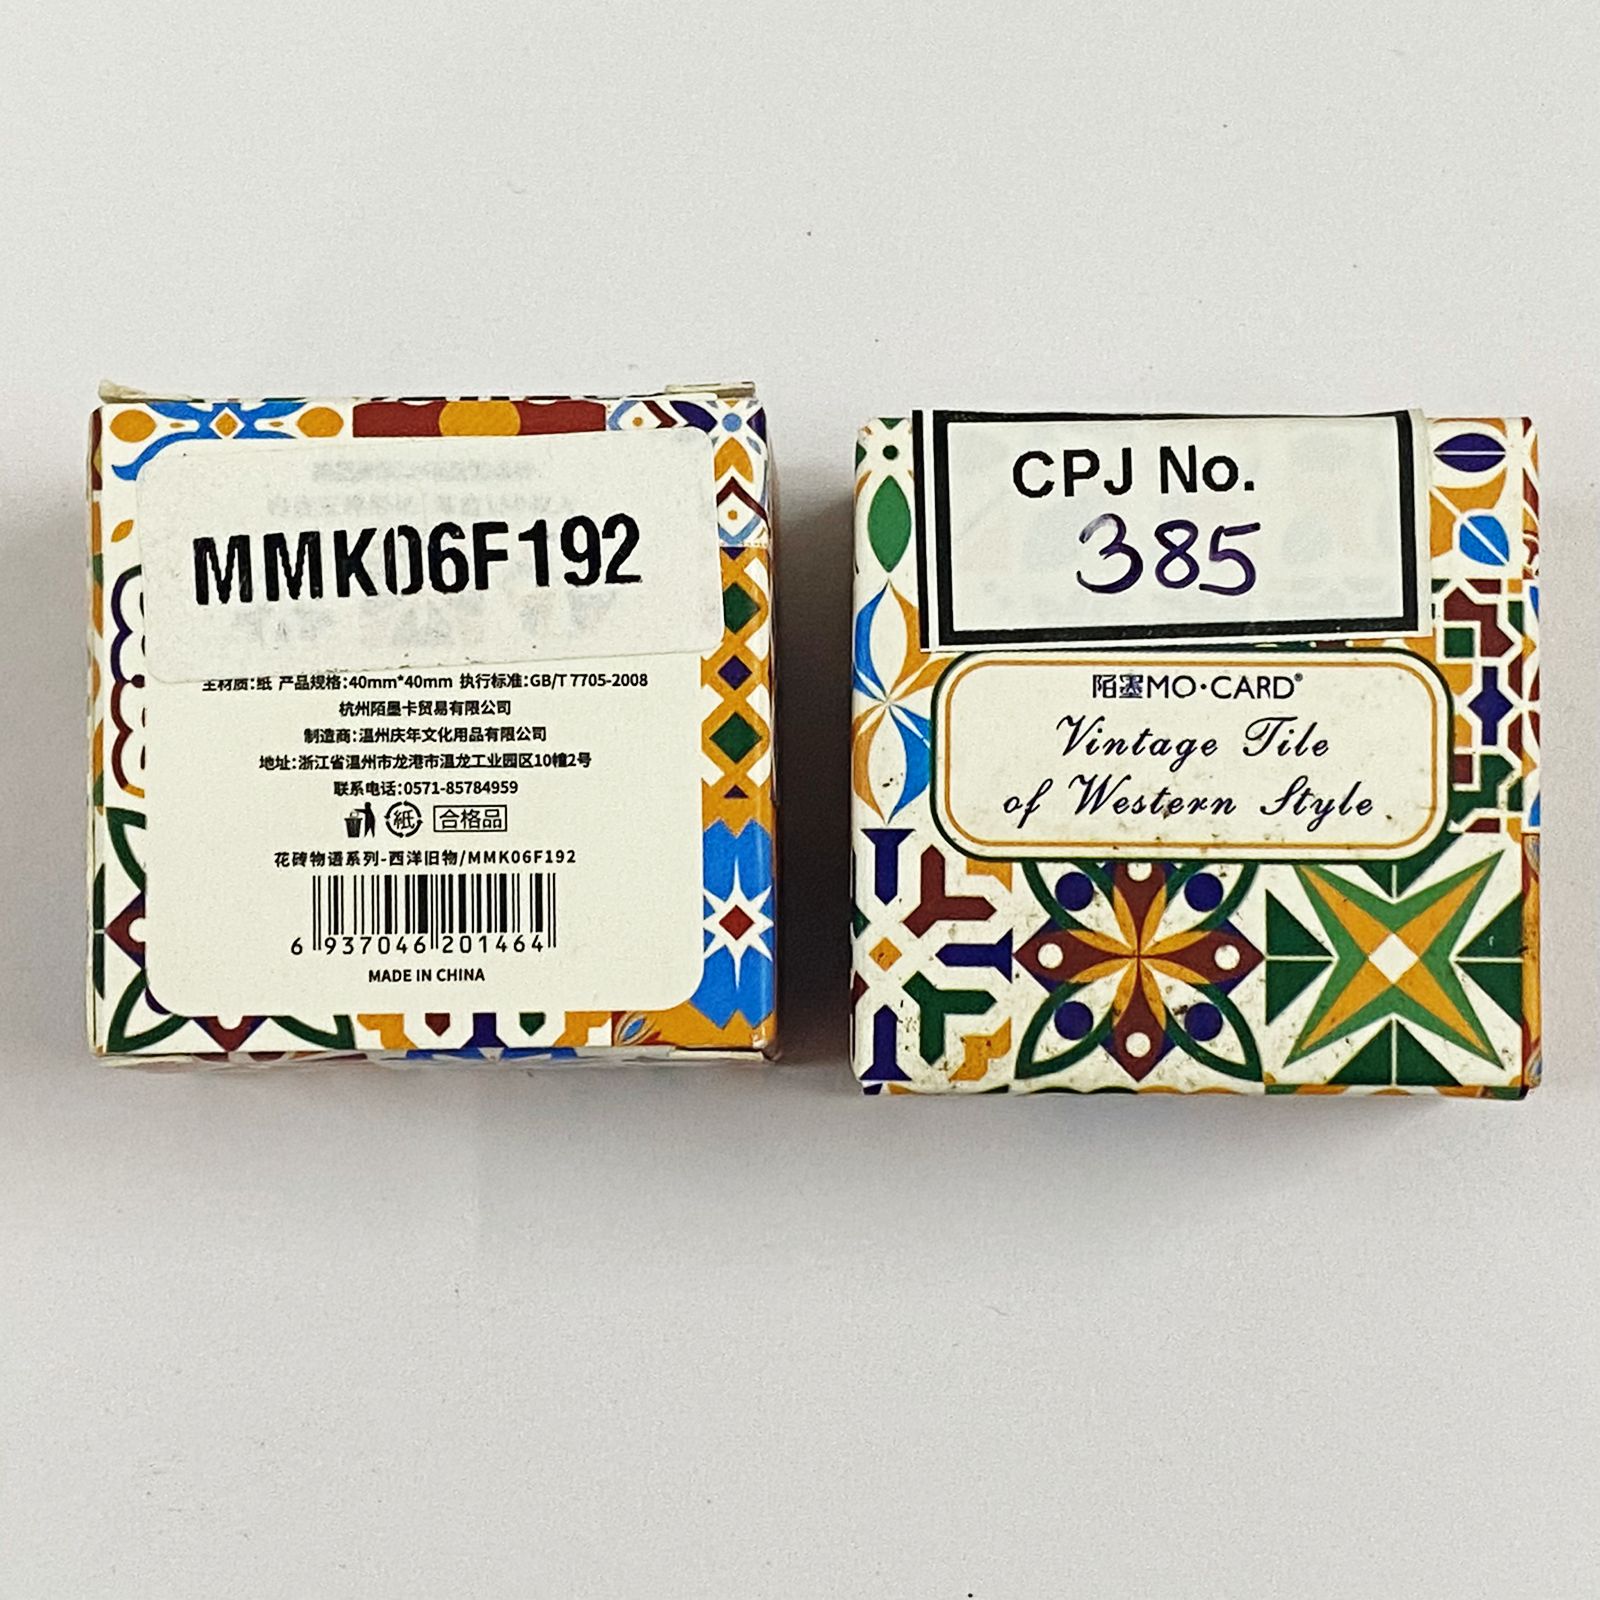 MMK06F192
主材质:纸 产品规格:40mm*40mm 执行标准:GB/T 7705-2008
杭州陌墨卡贸易有限公司
制造商:温州庆年文化用品有限公司
地址:浙江省温州市龙港市温龙工业园区10幢2号
联系电话:0571-85784959
紙 合格品
花砖物语系列-西洋旧物/MMK06F192
6 937046 201464
MADE IN CHINA
CPJ No.
385
陌墨MO·CARD®
Vintage Tile
of Western Style